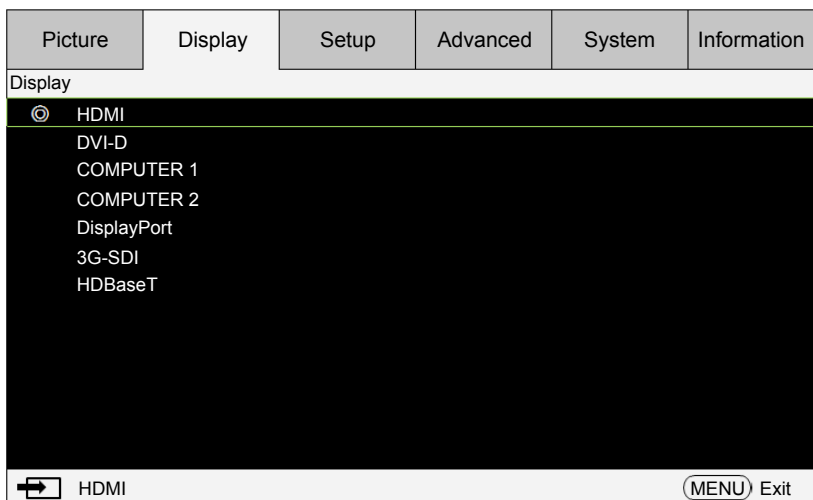 Picture Display Setup Advanced System Information
Display
HDMI
DVI-D
COMPUTER 1
COMPUTER 2
DisplayPort
3G-SDI
HDBaseT
HDMI MENU Exit